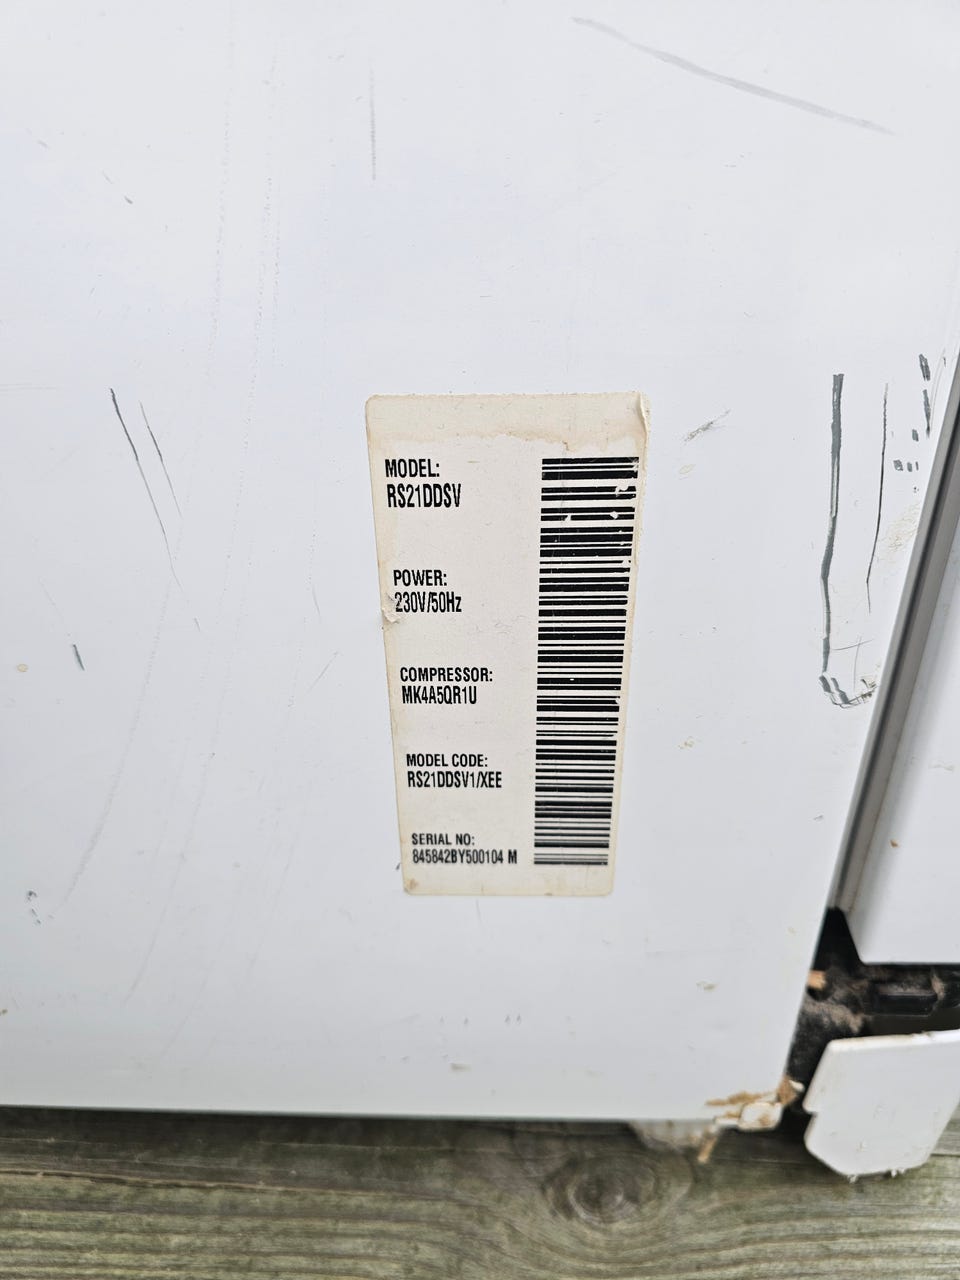 MODEL:
RS21DDSV
POWER:
230V/50Hz
COMPRESSOR:
MK4A5QR1U
MODEL CODE:
RS21DDSV1/XEE
SERIAL NO:
845842BY500104 M